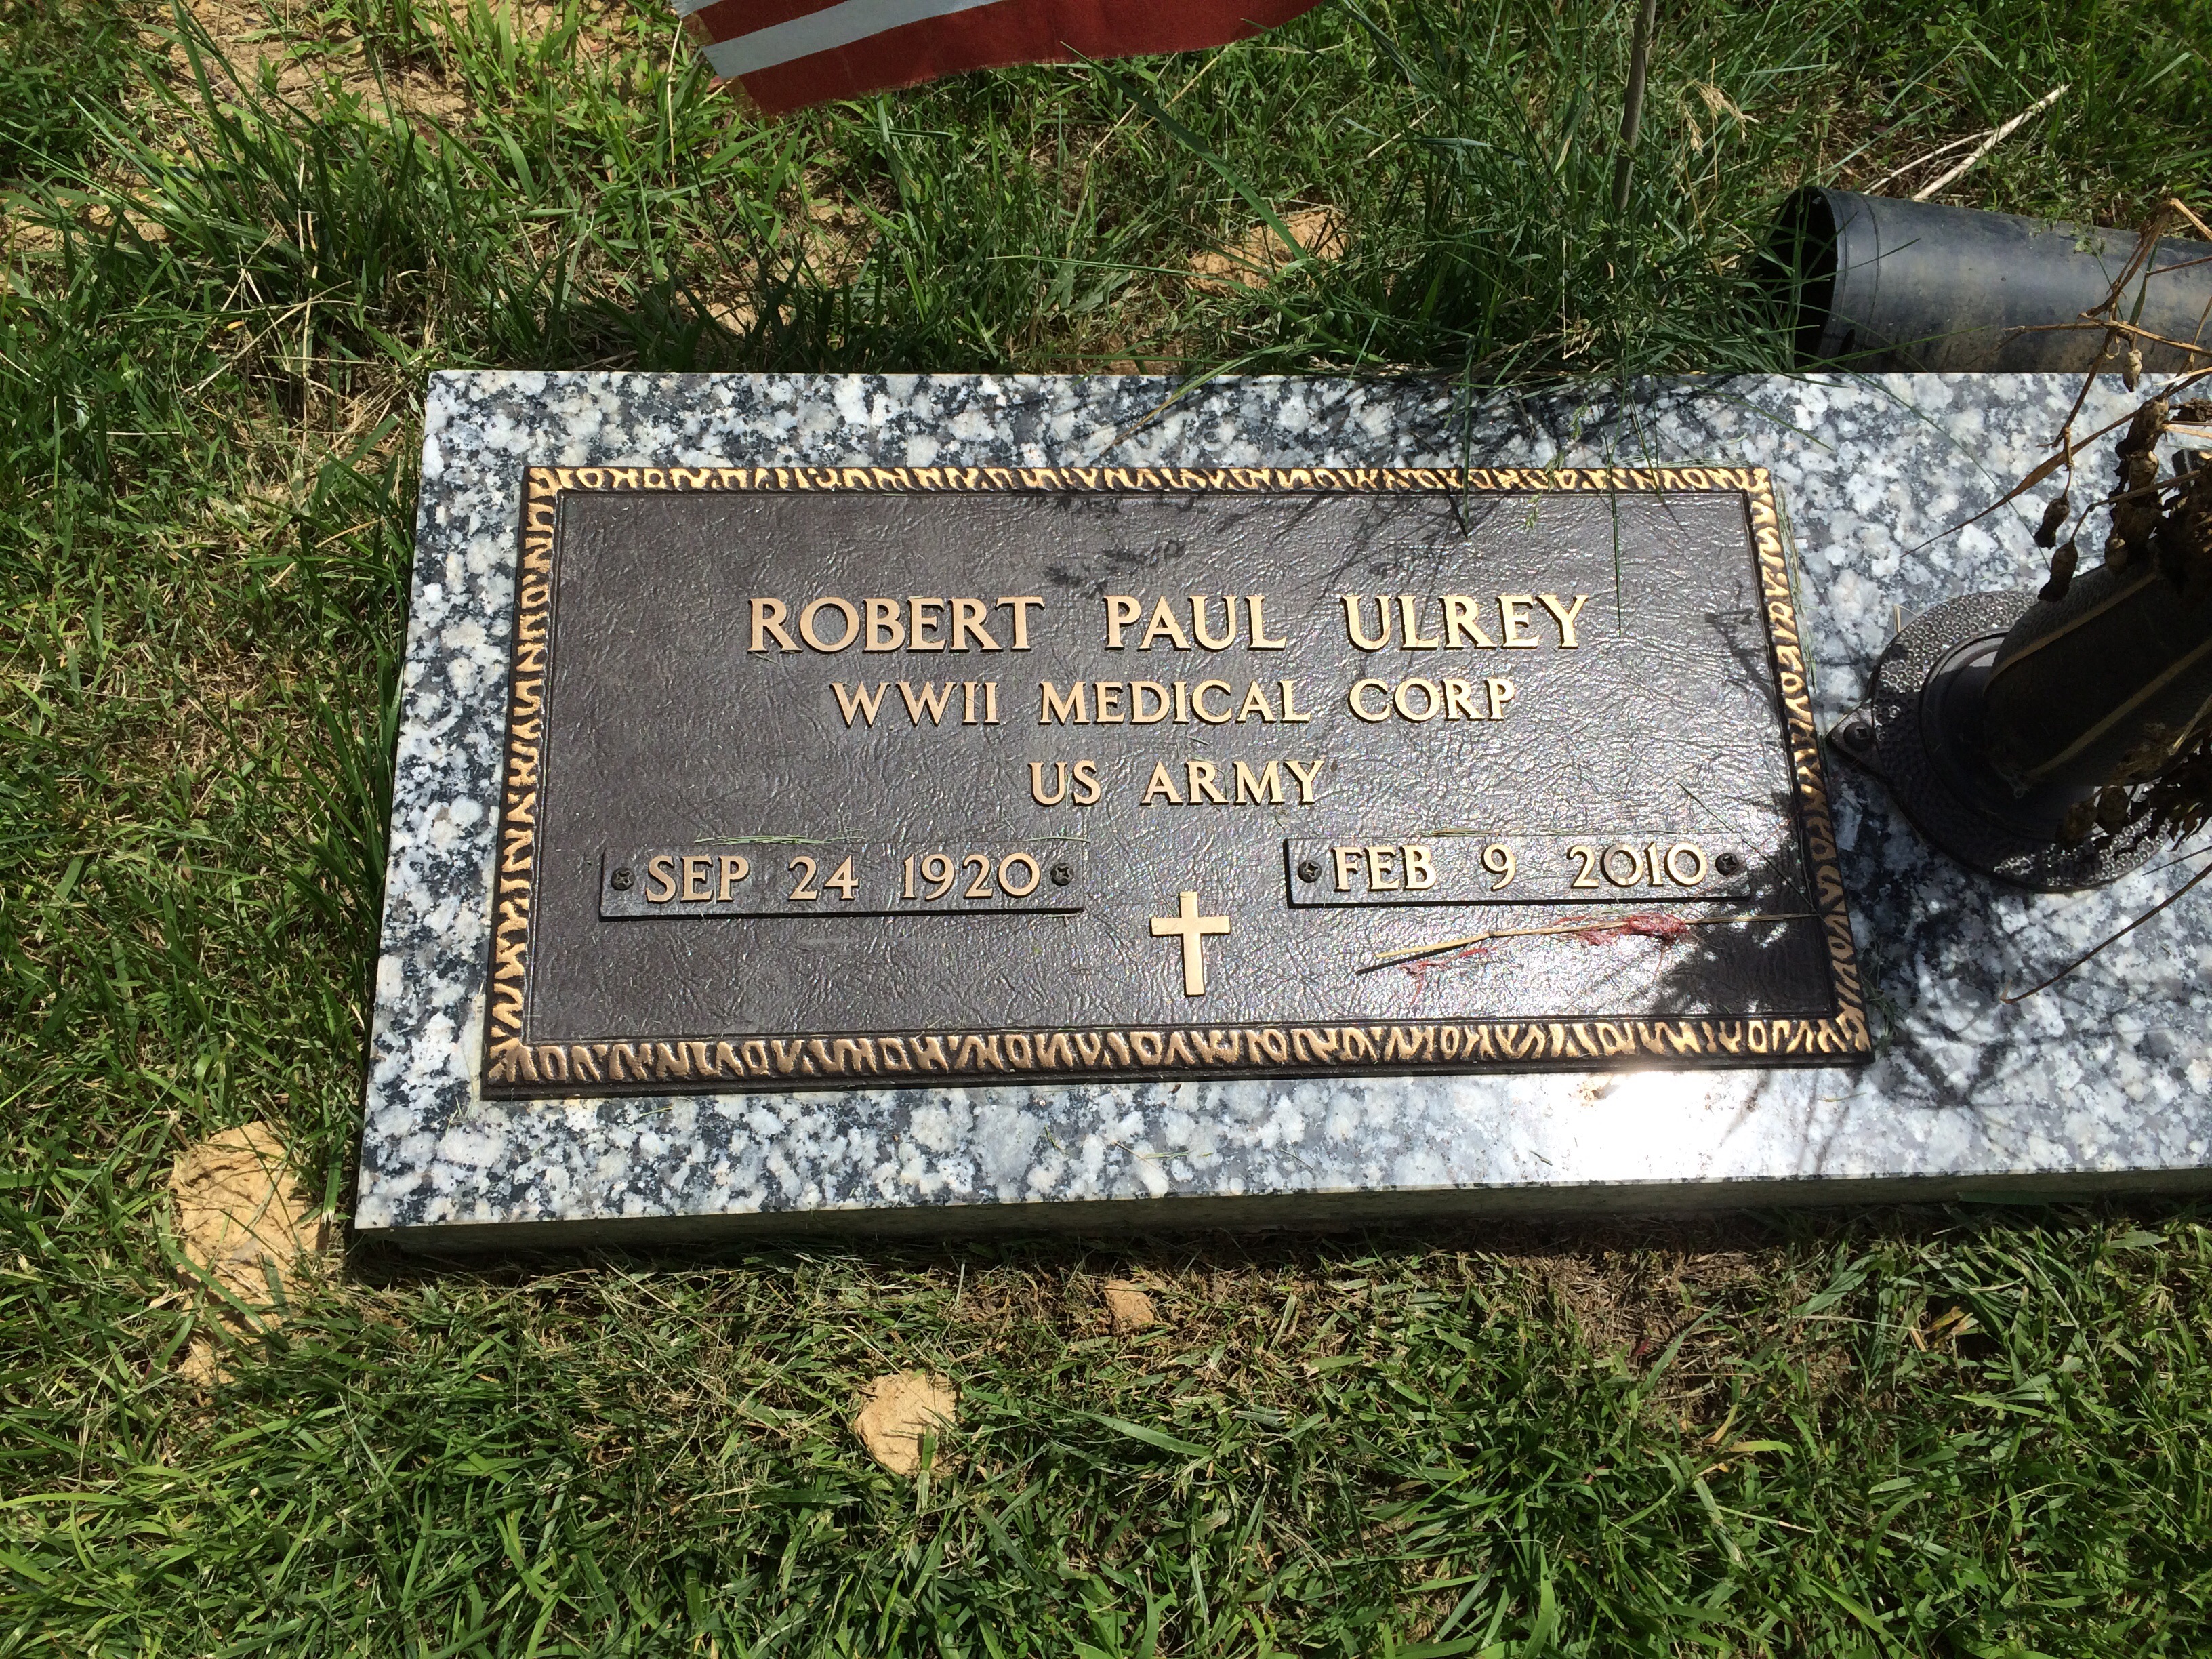 ROBERT PAUL ULREY
WWII MEDICAL CORP
US ARMY
SEP 24 1920
FEB 9 2010